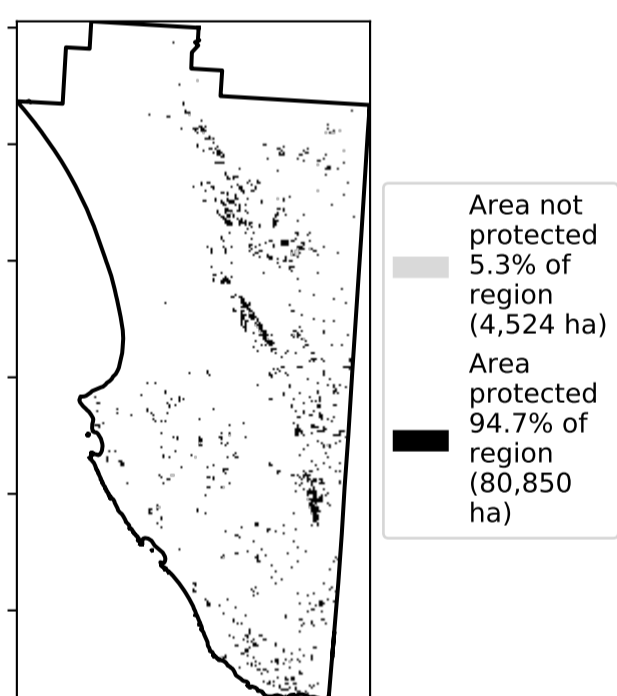 Area not
protected
5.3% of
region
(4,524 ha)
Area
protected
94.7% of
region
(80,850
ha)